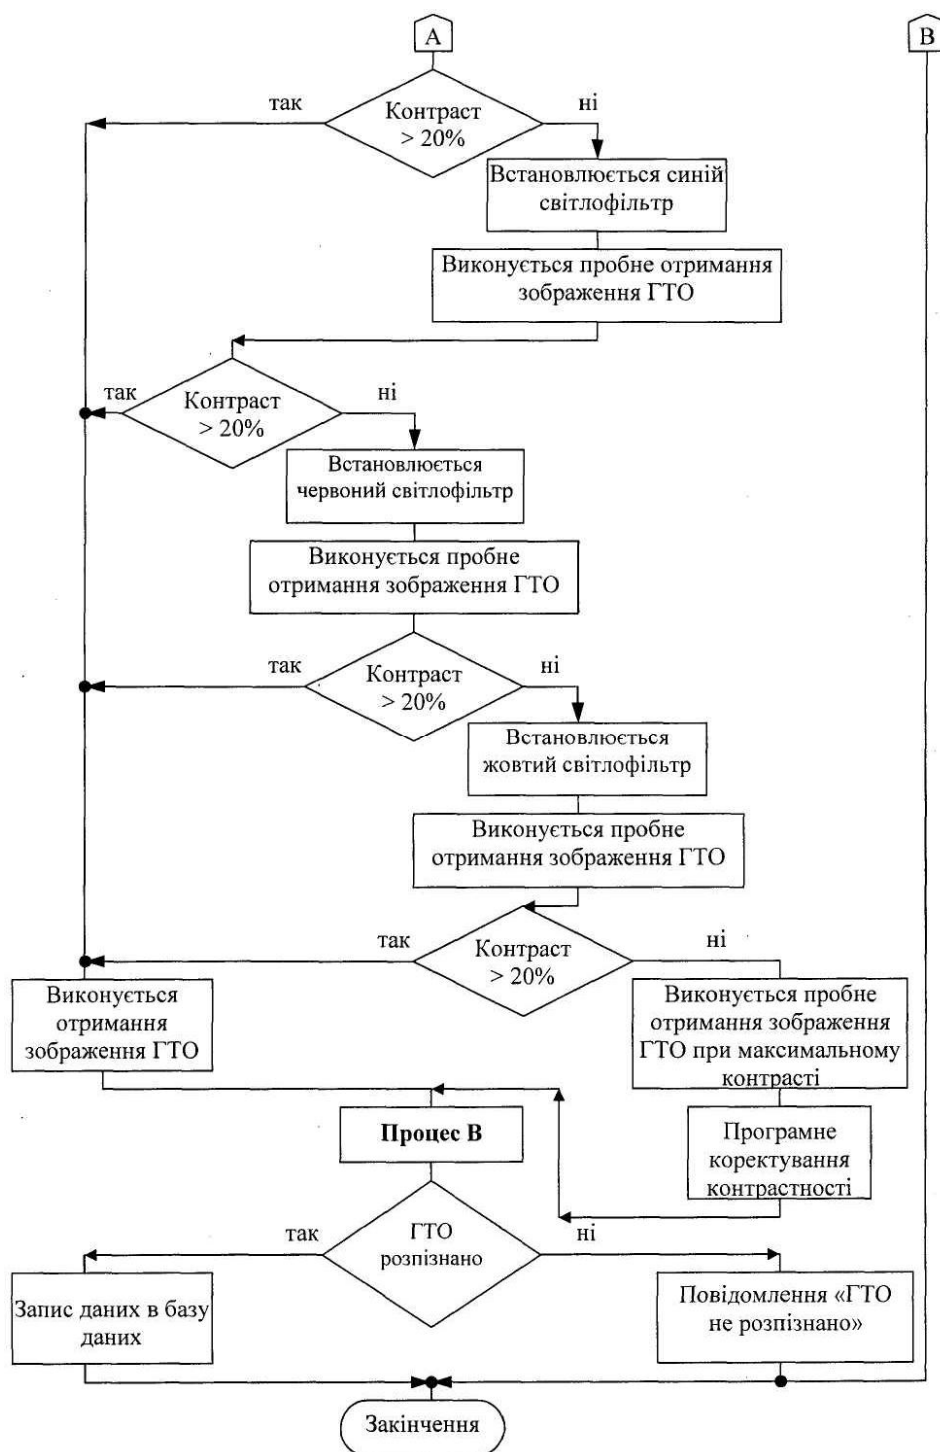 А
В
так
Контраст
> 20%
ні
Встановлюється синій
світлофільтр
Виконується пробне отримання
зображення ГТО
так
Контраст
> 20%
ні
Встановлюється
червоний світлофільтр
Виконується пробне
отримання зображення ГТО
так
Контраст
> 20%
ні
Встановлюється
жовтий світлофільтр
Виконується пробне
отримання зображення ГТО
так
Контраст
> 20%
ні
Виконується
отримання
зображення ГТО
Виконується пробне
отримання зображення
ГТО при максимальному
контрасті
Процес В
Програмне
коректування
контрастності
так
ГТО
розпізнано
ні
Запис даних в базу
даних
Повідомлення «ГТО
не розпізнано»
Закінчення